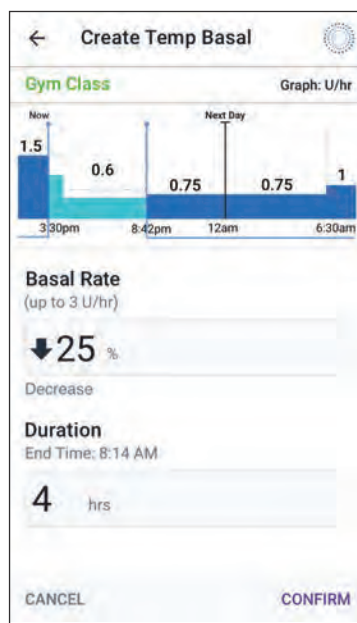 Create Temp Basal
Gym Class Graph: U/hr
Now Next Day
1.5 0.6 0.75 0.75 1
3:30pm 8:42pm 12am 6:30am
Basal Rate
(up to 3 U/hr)
25 %
Decrease
Duration
End Time: 8:14 AM
4 hrs
CANCEL CONFIRM